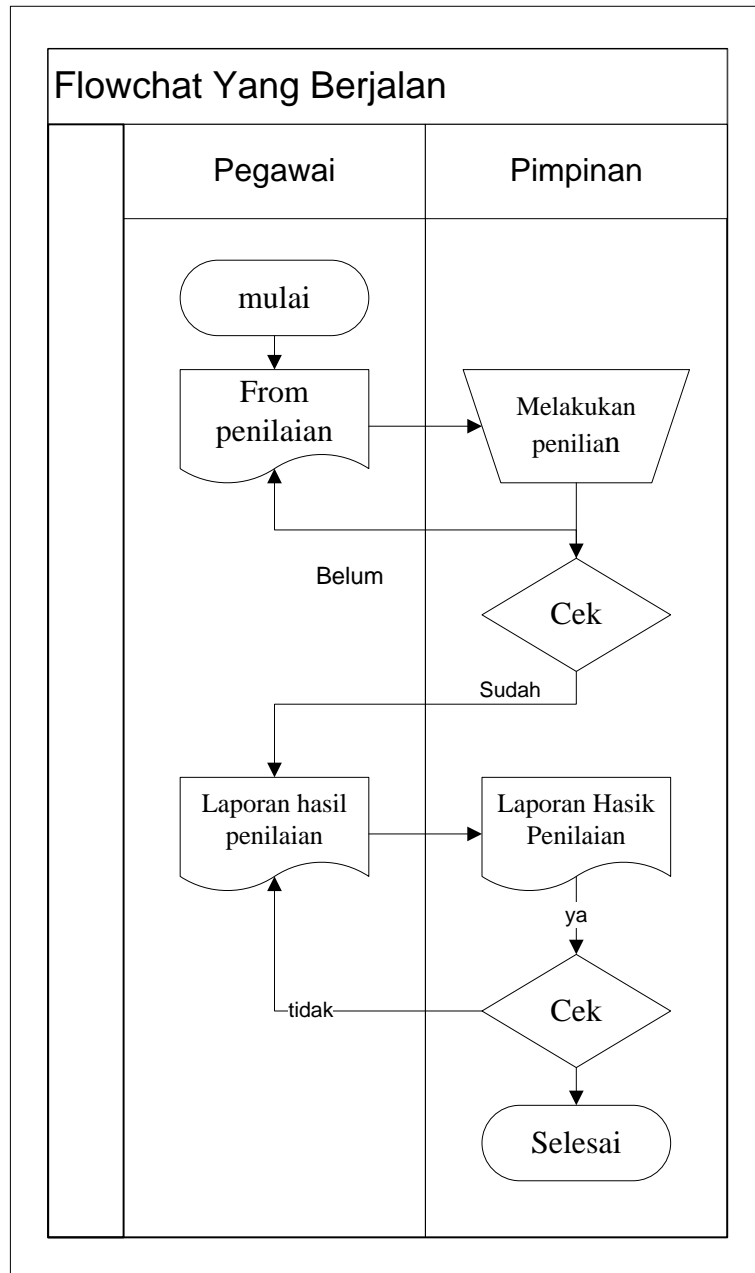 Flowchat Yang Berjalan
Pegawai
Pimpinan
mulai
From
penilaian
Melakukan
penilian
Belum
Cek
Sudah
Laporan hasil
penilaian
Laporan Hasik
Penilaian
ya
tidak
Cek
Selesai